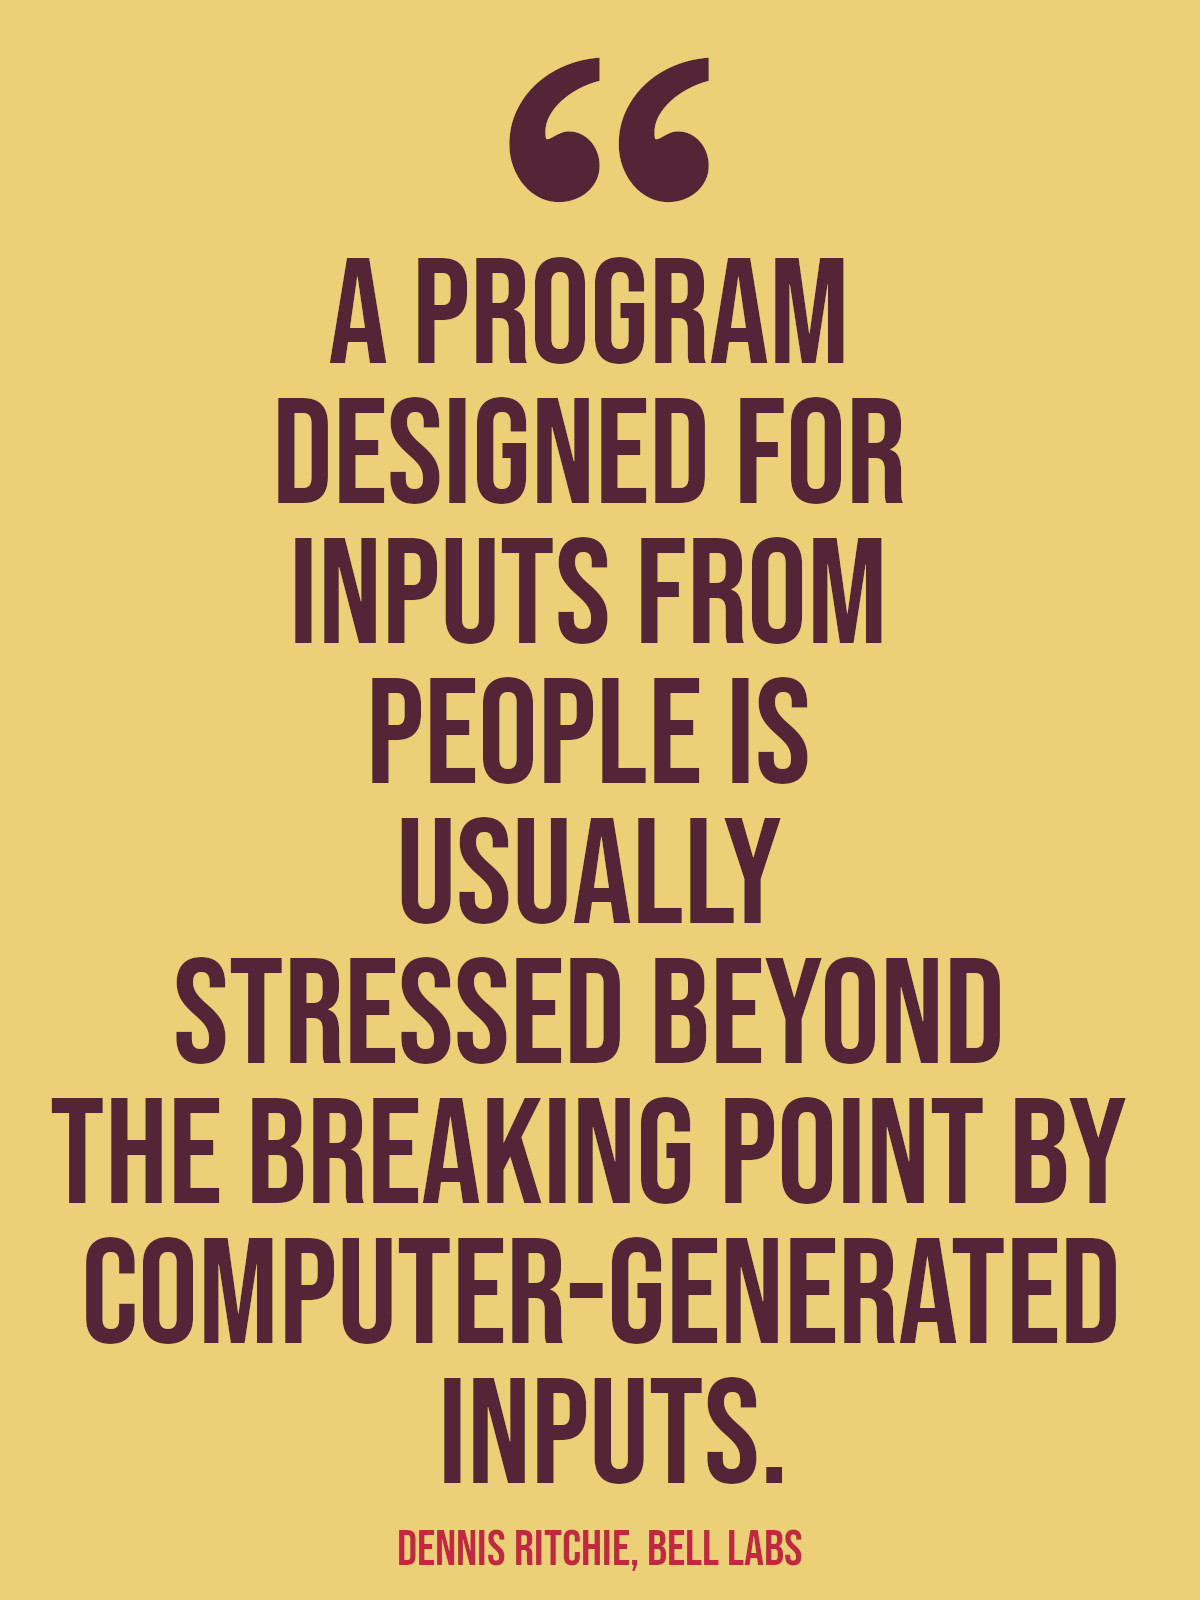 “
A PROGRAM
DESIGNED FOR
INPUTS FROM
PEOPLE IS
USUALLY
STRESSED BEYOND
THE BREAKING POINT BY
COMPUTER-GENERATED
INPUTS.
DENNIS RITCHIE, BELL LABS